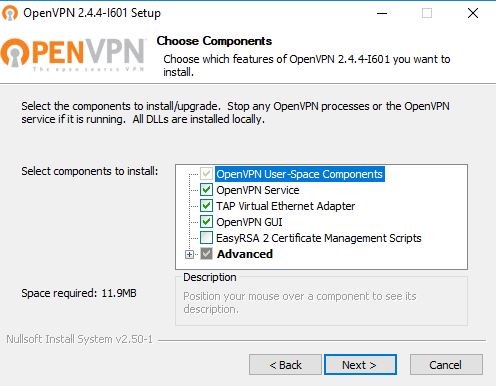 OpenVPN 2.4.4-I601 Setup
OPENVPN™
The open source VPN
Choose Components
Choose which features of OpenVPN 2.4.4-I601 you want to
install.
Select the components to install/upgrade. Stop any OpenVPN processes or the OpenVPN
service if it is running. All DLLs are installed locally.
Select components to install:
OpenVPN User-Space Components
OpenVPN Service
TAP Virtual Ethernet Adapter
OpenVPN GUI
EasyRSA 2 Certificate Management Scripts
Advanced
Space required: 11.9MB
Description
Position your mouse over a component to see its
description.
Nullsoft Install System v2.50-1
< Back
Next >
Cancel